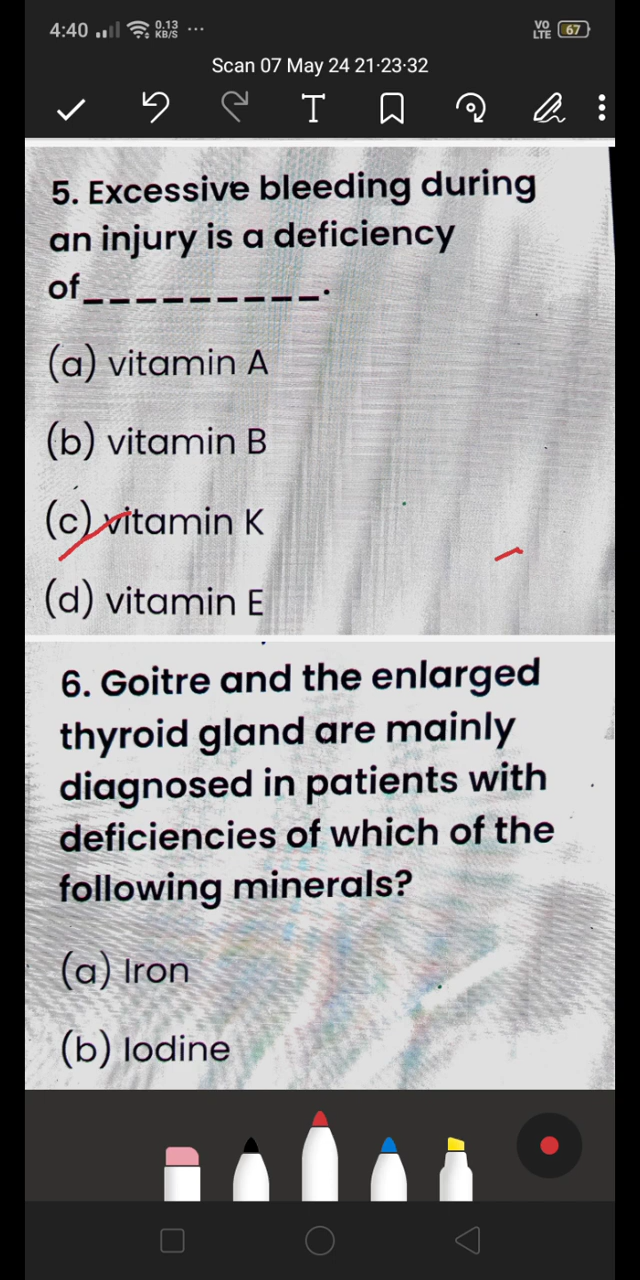 4:40 0.13 KB/S ... VO LTE 67
Scan 07 May 24 21·23·32
T
5. Excessive bleeding during
an injury is a deficiency
of_________.
(a) vitamin A
(b) vitamin B
(c) vitamin K
(d) vitamin E
6. Goitre and the enlarged
thyroid gland are mainly
diagnosed in patients with
deficiencies of which of the
following minerals?
(a) Iron
(b) Iodine